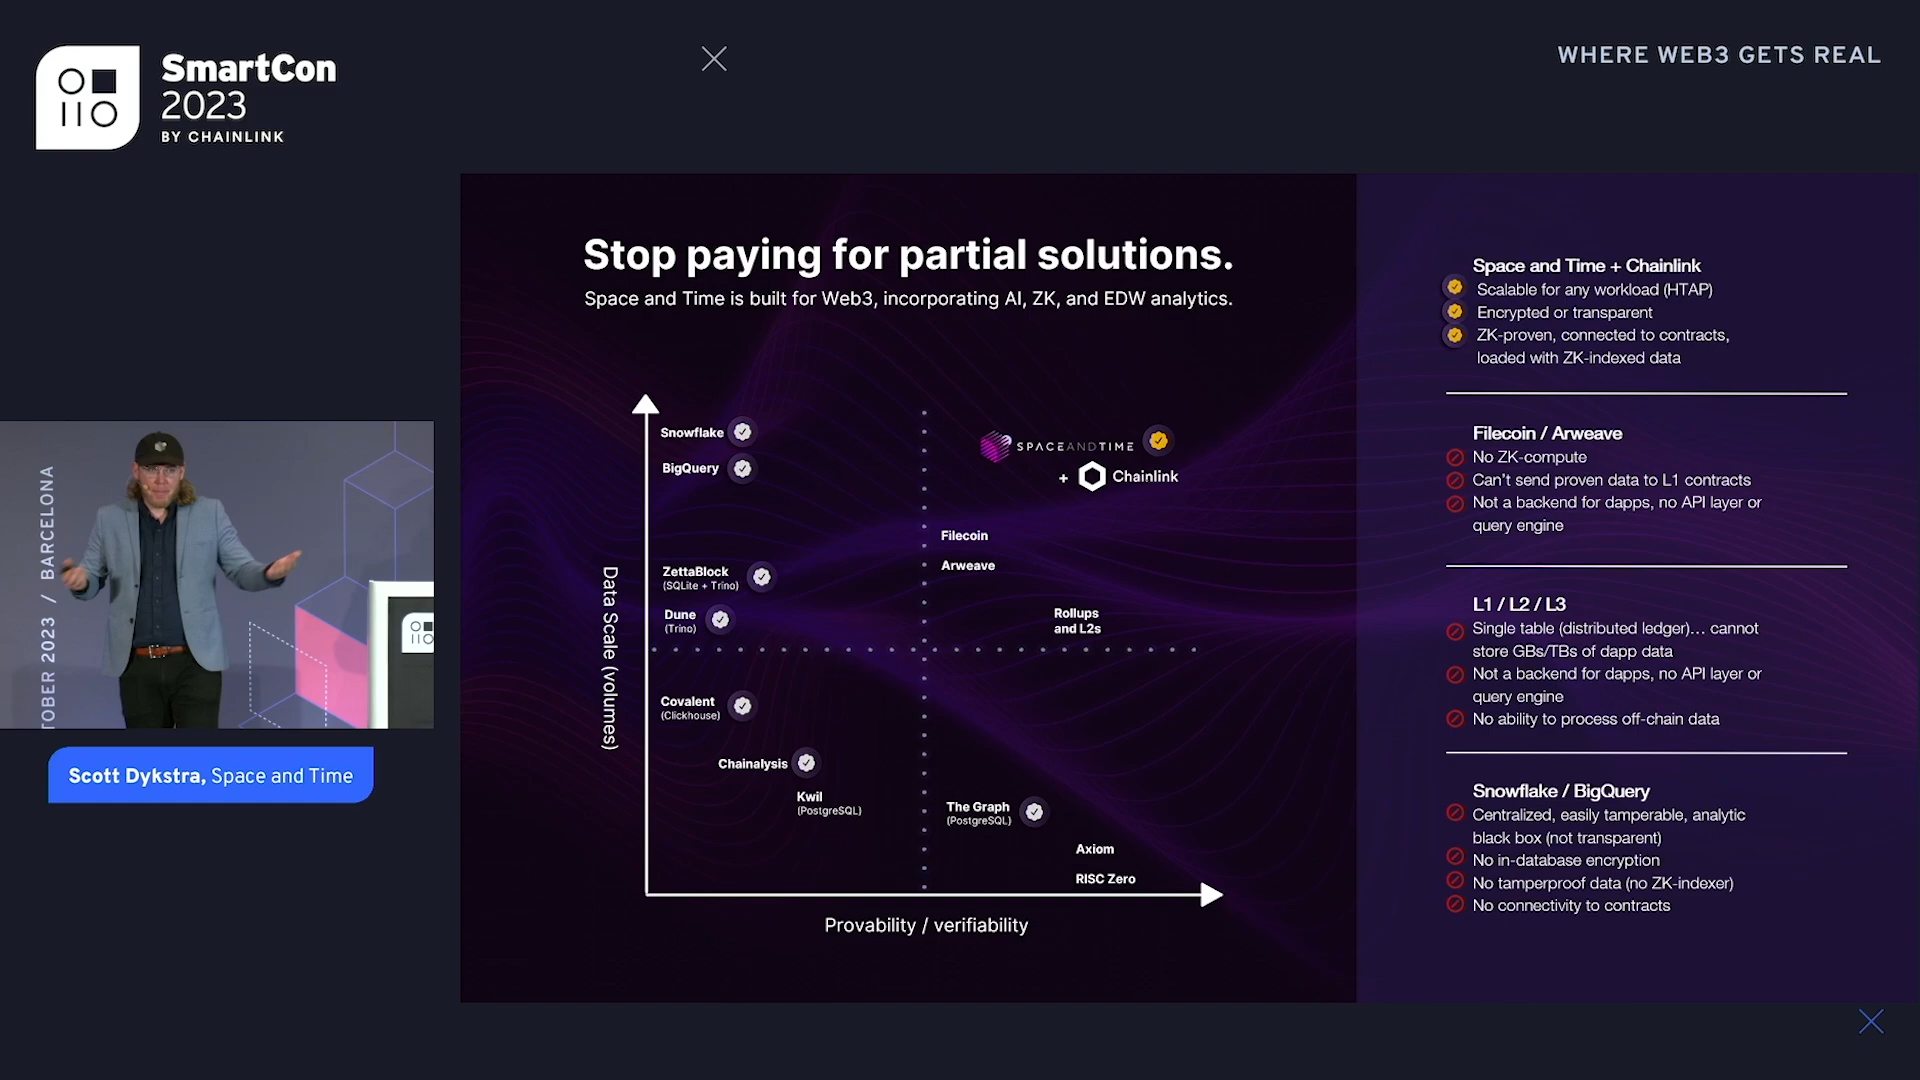 SmartCon
2023
BY CHAINLINK
WHERE WEB3 GETS REAL
TOBER 2023 / BARCELONA
Scott Dykstra, Space and Time
Stop paying for partial solutions.
Space and Time is built for Web3, incorporating AI, ZK, and EDW analytics.
Data Scale (volumes)
Snowflake
BigQuery
SPACEANDTIME
+ Chainlink
Filecoin
Arweave
ZettaBlock
(SQLite + Trino)
Dune
(Trino)
Rollups
and L2s
Covalent
(Clickhouse)
Chainalysis
Kwil
(PostgreSQL)
The Graph
(PostgreSQL)
Axiom
RISC Zero
Provability / verifiability
Space and Time + Chainlink
Scalable for any workload (HTAP)
Encrypted or transparent
ZK-proven, connected to contracts,
loaded with ZK-indexed data
Filecoin / Arweave
No ZK-compute
Can't send proven data to L1 contracts
Not a backend for dapps, no API layer or
query engine
L1 / L2 / L3
Single table (distributed ledger)... cannot
store GBs/TBs of dapp data
Not a backend for dapps, no API layer or
query engine
No ability to process off-chain data
Snowflake / BigQuery
Centralized, easily tamperable, analytic
black box (not transparent)
No in-database encryption
No tamperproof data (no ZK-indexer)
No connectivity to contracts